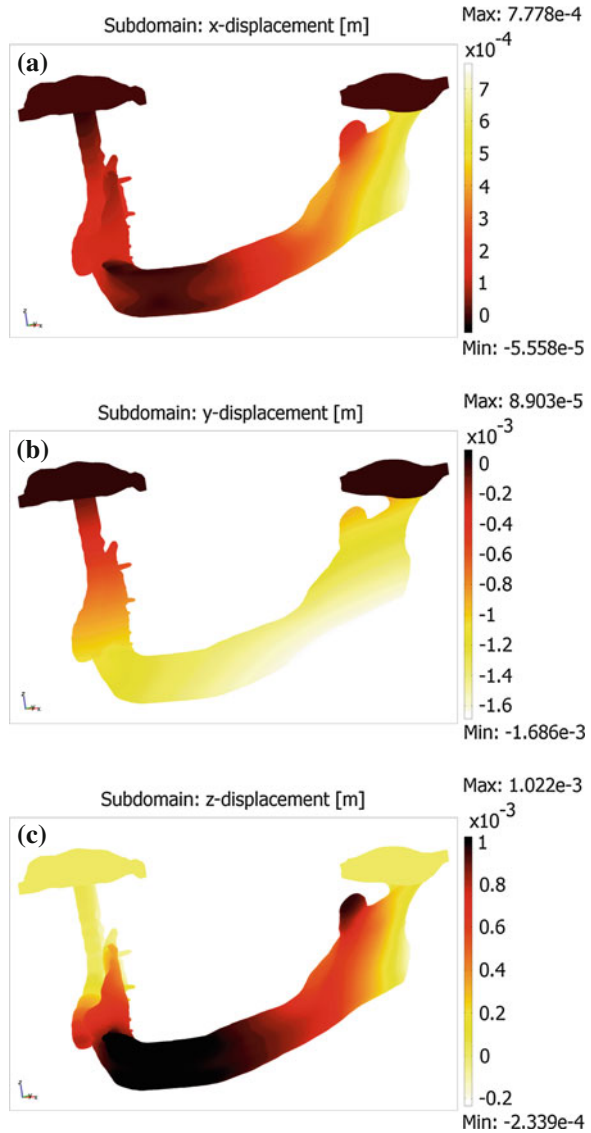 Max: 7.778e-4
Subdomain: x-displacement [m]
(a)
x10⁻⁴
7
6
5
4
3
2
1
0
Min: -5.558e-5
Max: 8.903e-5
Subdomain: y-displacement [m]
(b)
x10⁻³
0
-0.2
-0.4
-0.6
-0.8
-1
-1.2
-1.4
-1.6
Min: -1.686e-3
Max: 1.022e-3
Subdomain: z-displacement [m]
(c)
x10⁻³
1
0.8
0.6
0.4
0.2
0
-0.2
Min: -2.339e-4